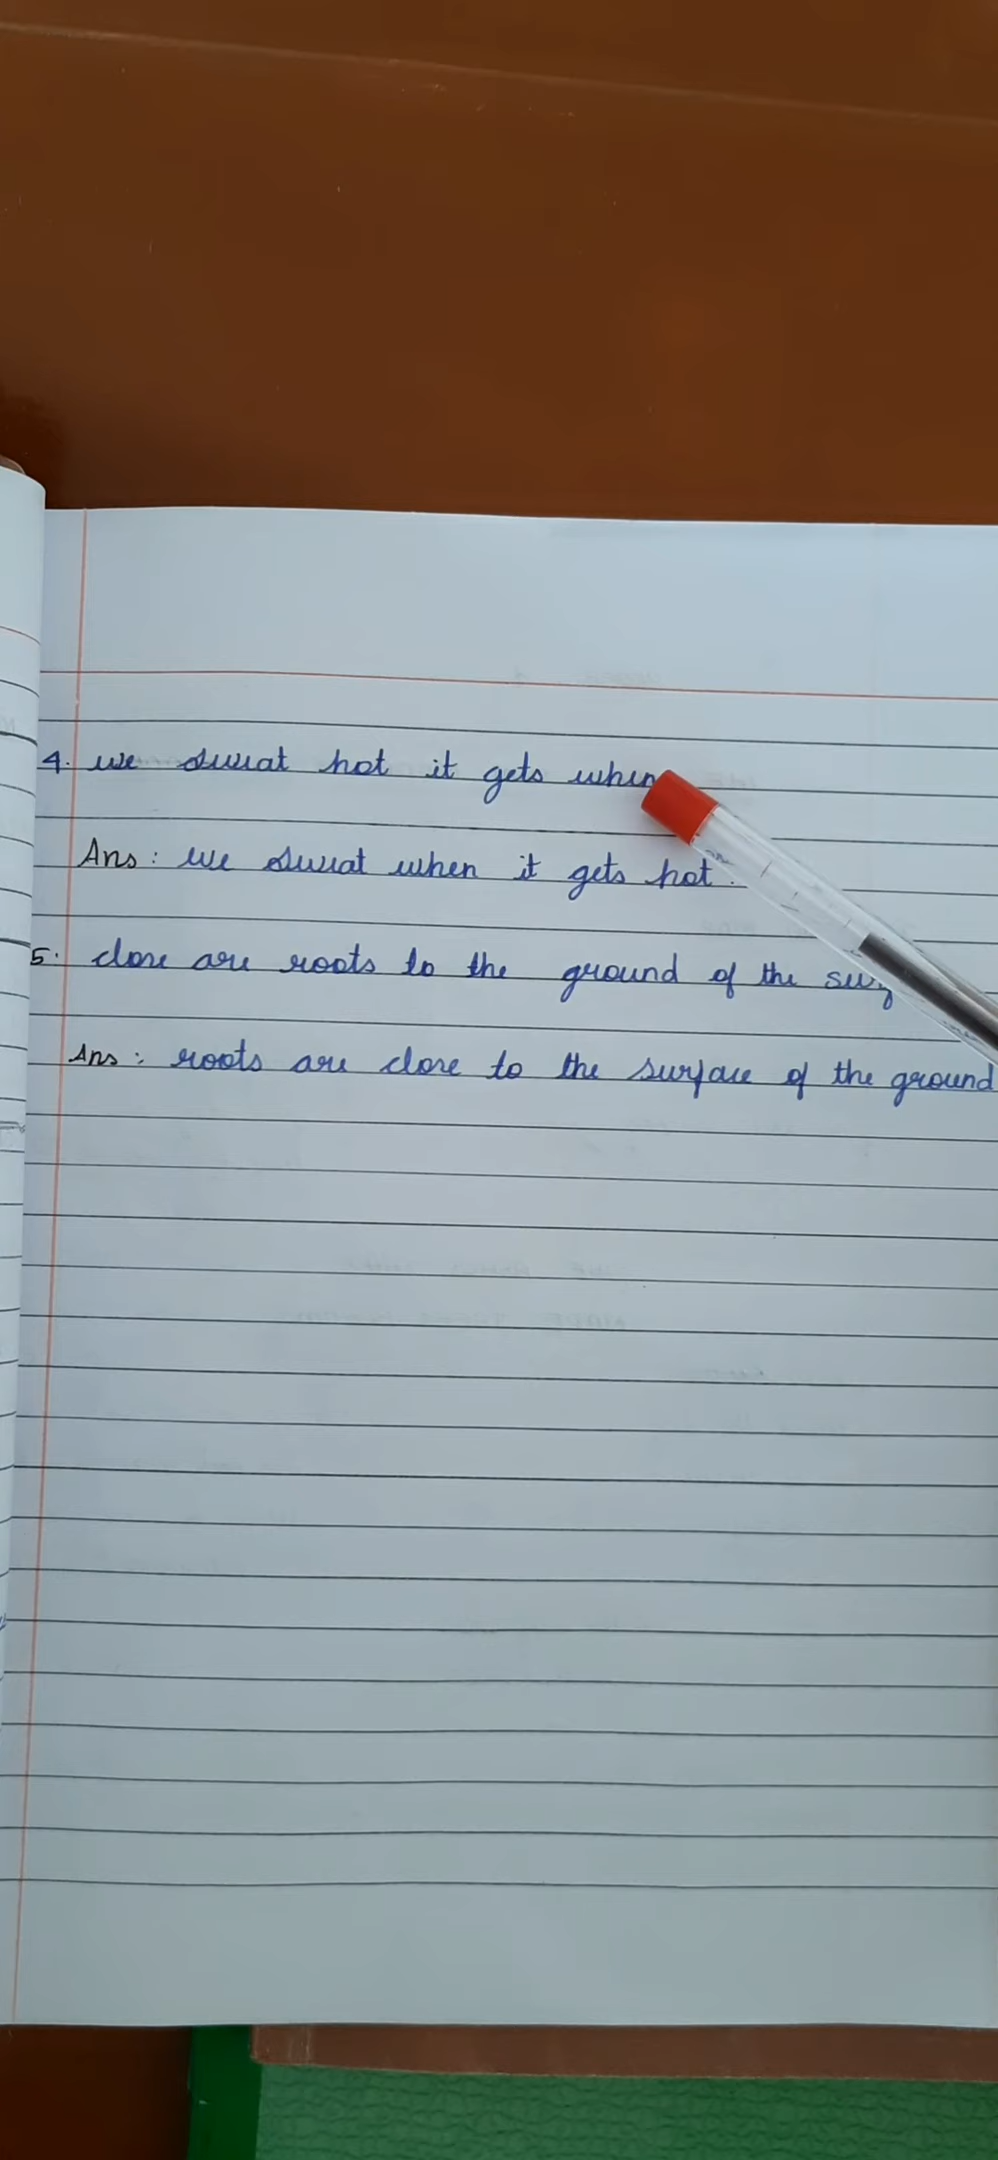 4. we sweat hot it gets when
Ans: we sweat when it gets hot.
5. close are roots to the ground of the
Ans: roots are close to the surface of the ground